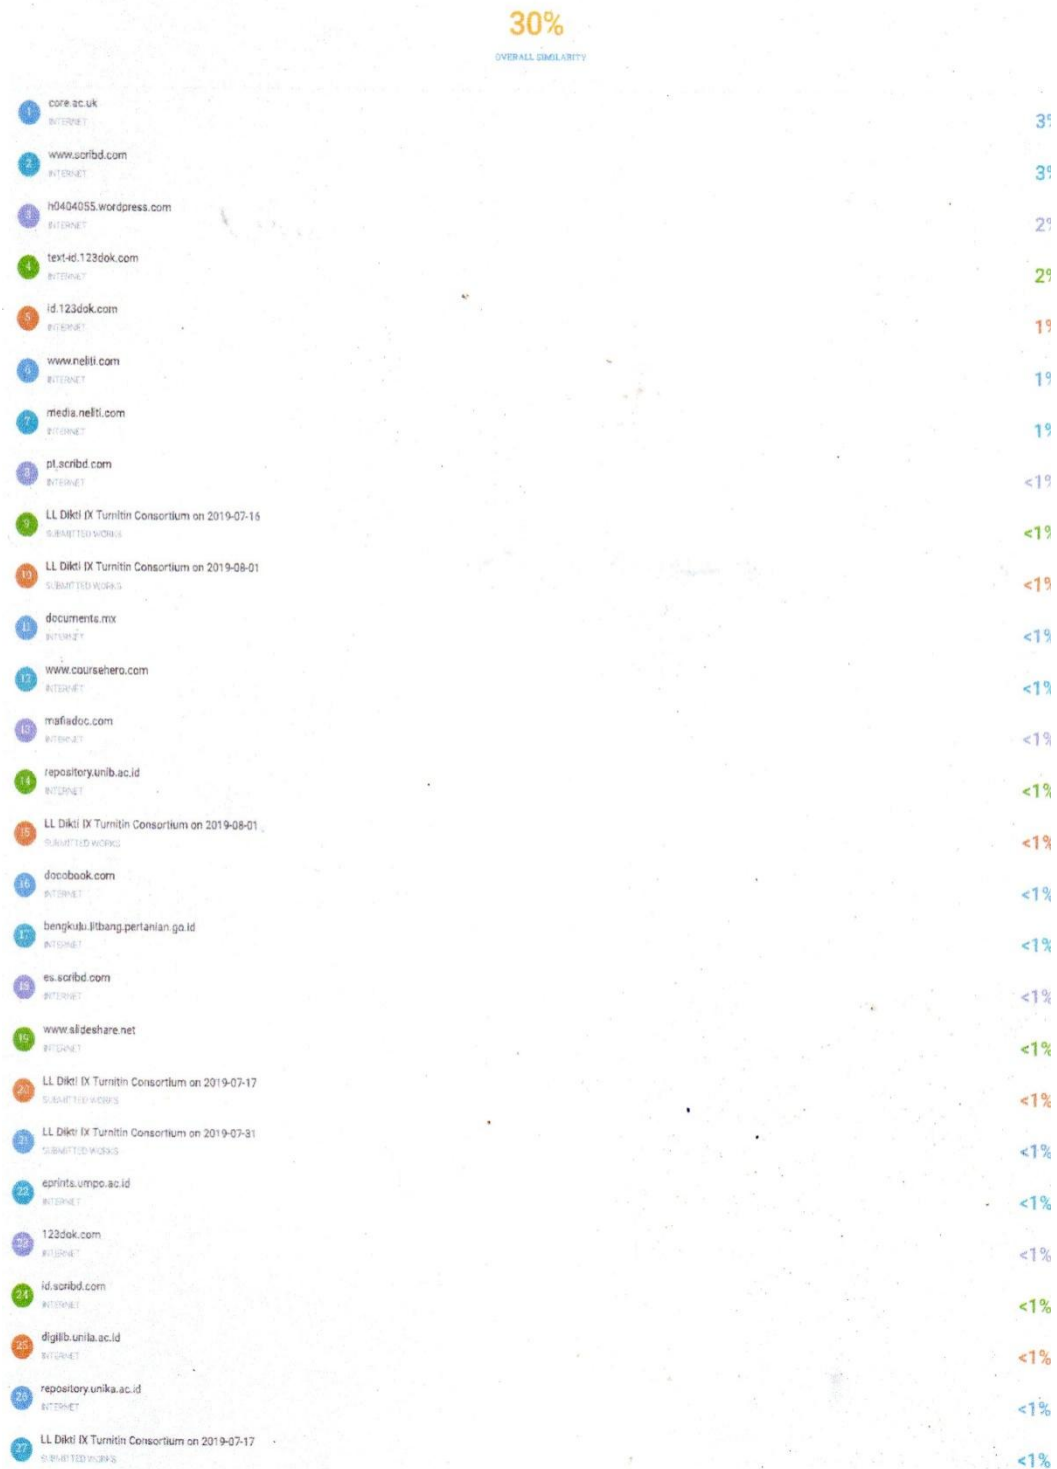 30%
OVERALL SIMILARITY
1 core.ac.uk 3%
INTERNET
2 www.scribd.com 3%
INTERNET
3 h0404055.wordpress.com 2%
INTERNET
4 text-id.123dok.com 2%
INTERNET
5 id.123dok.com 1%
INTERNET
6 www.neliti.com 1%
INTERNET
7 media.neliti.com 1%
INTERNET
8 pt.scribd.com <1%
INTERNET
9 LL Dikti IX Turnitin Consortium on 2019-07-16 <1%
SUBMITTED WORKS
10 LL Dikti IX Turnitin Consortium on 2019-08-01 <1%
SUBMITTED WORKS
11 documents.mx <1%
INTERNET
12 www.coursehero.com <1%
INTERNET
13 mafiadoc.com <1%
INTERNET
14 repository.unib.ac.id <1%
INTERNET
15 LL Dikti IX Turnitin Consortium on 2019-08-01 <1%
SUBMITTED WORKS
16 docobook.com <1%
INTERNET
17 bengkulu.litbang.pertanian.go.id <1%
INTERNET
18 es.scribd.com <1%
INTERNET
19 www.slideshare.net <1%
INTERNET
20 LL Dikti IX Turnitin Consortium on 2019-07-17 <1%
SUBMITTED WORKS
21 LL Dikti IX Turnitin Consortium on 2019-07-31 <1%
SUBMITTED WORKS
22 eprints.umpo.ac.id <1%
INTERNET
23 123dok.com <1%
INTERNET
24 id.scribd.com <1%
INTERNET
25 digilib.unila.ac.id <1%
INTERNET
26 repository.unika.ac.id <1%
INTERNET
27 LL Dikti IX Turnitin Consortium on 2019-07-17 <1%
SUBMITTED WORKS